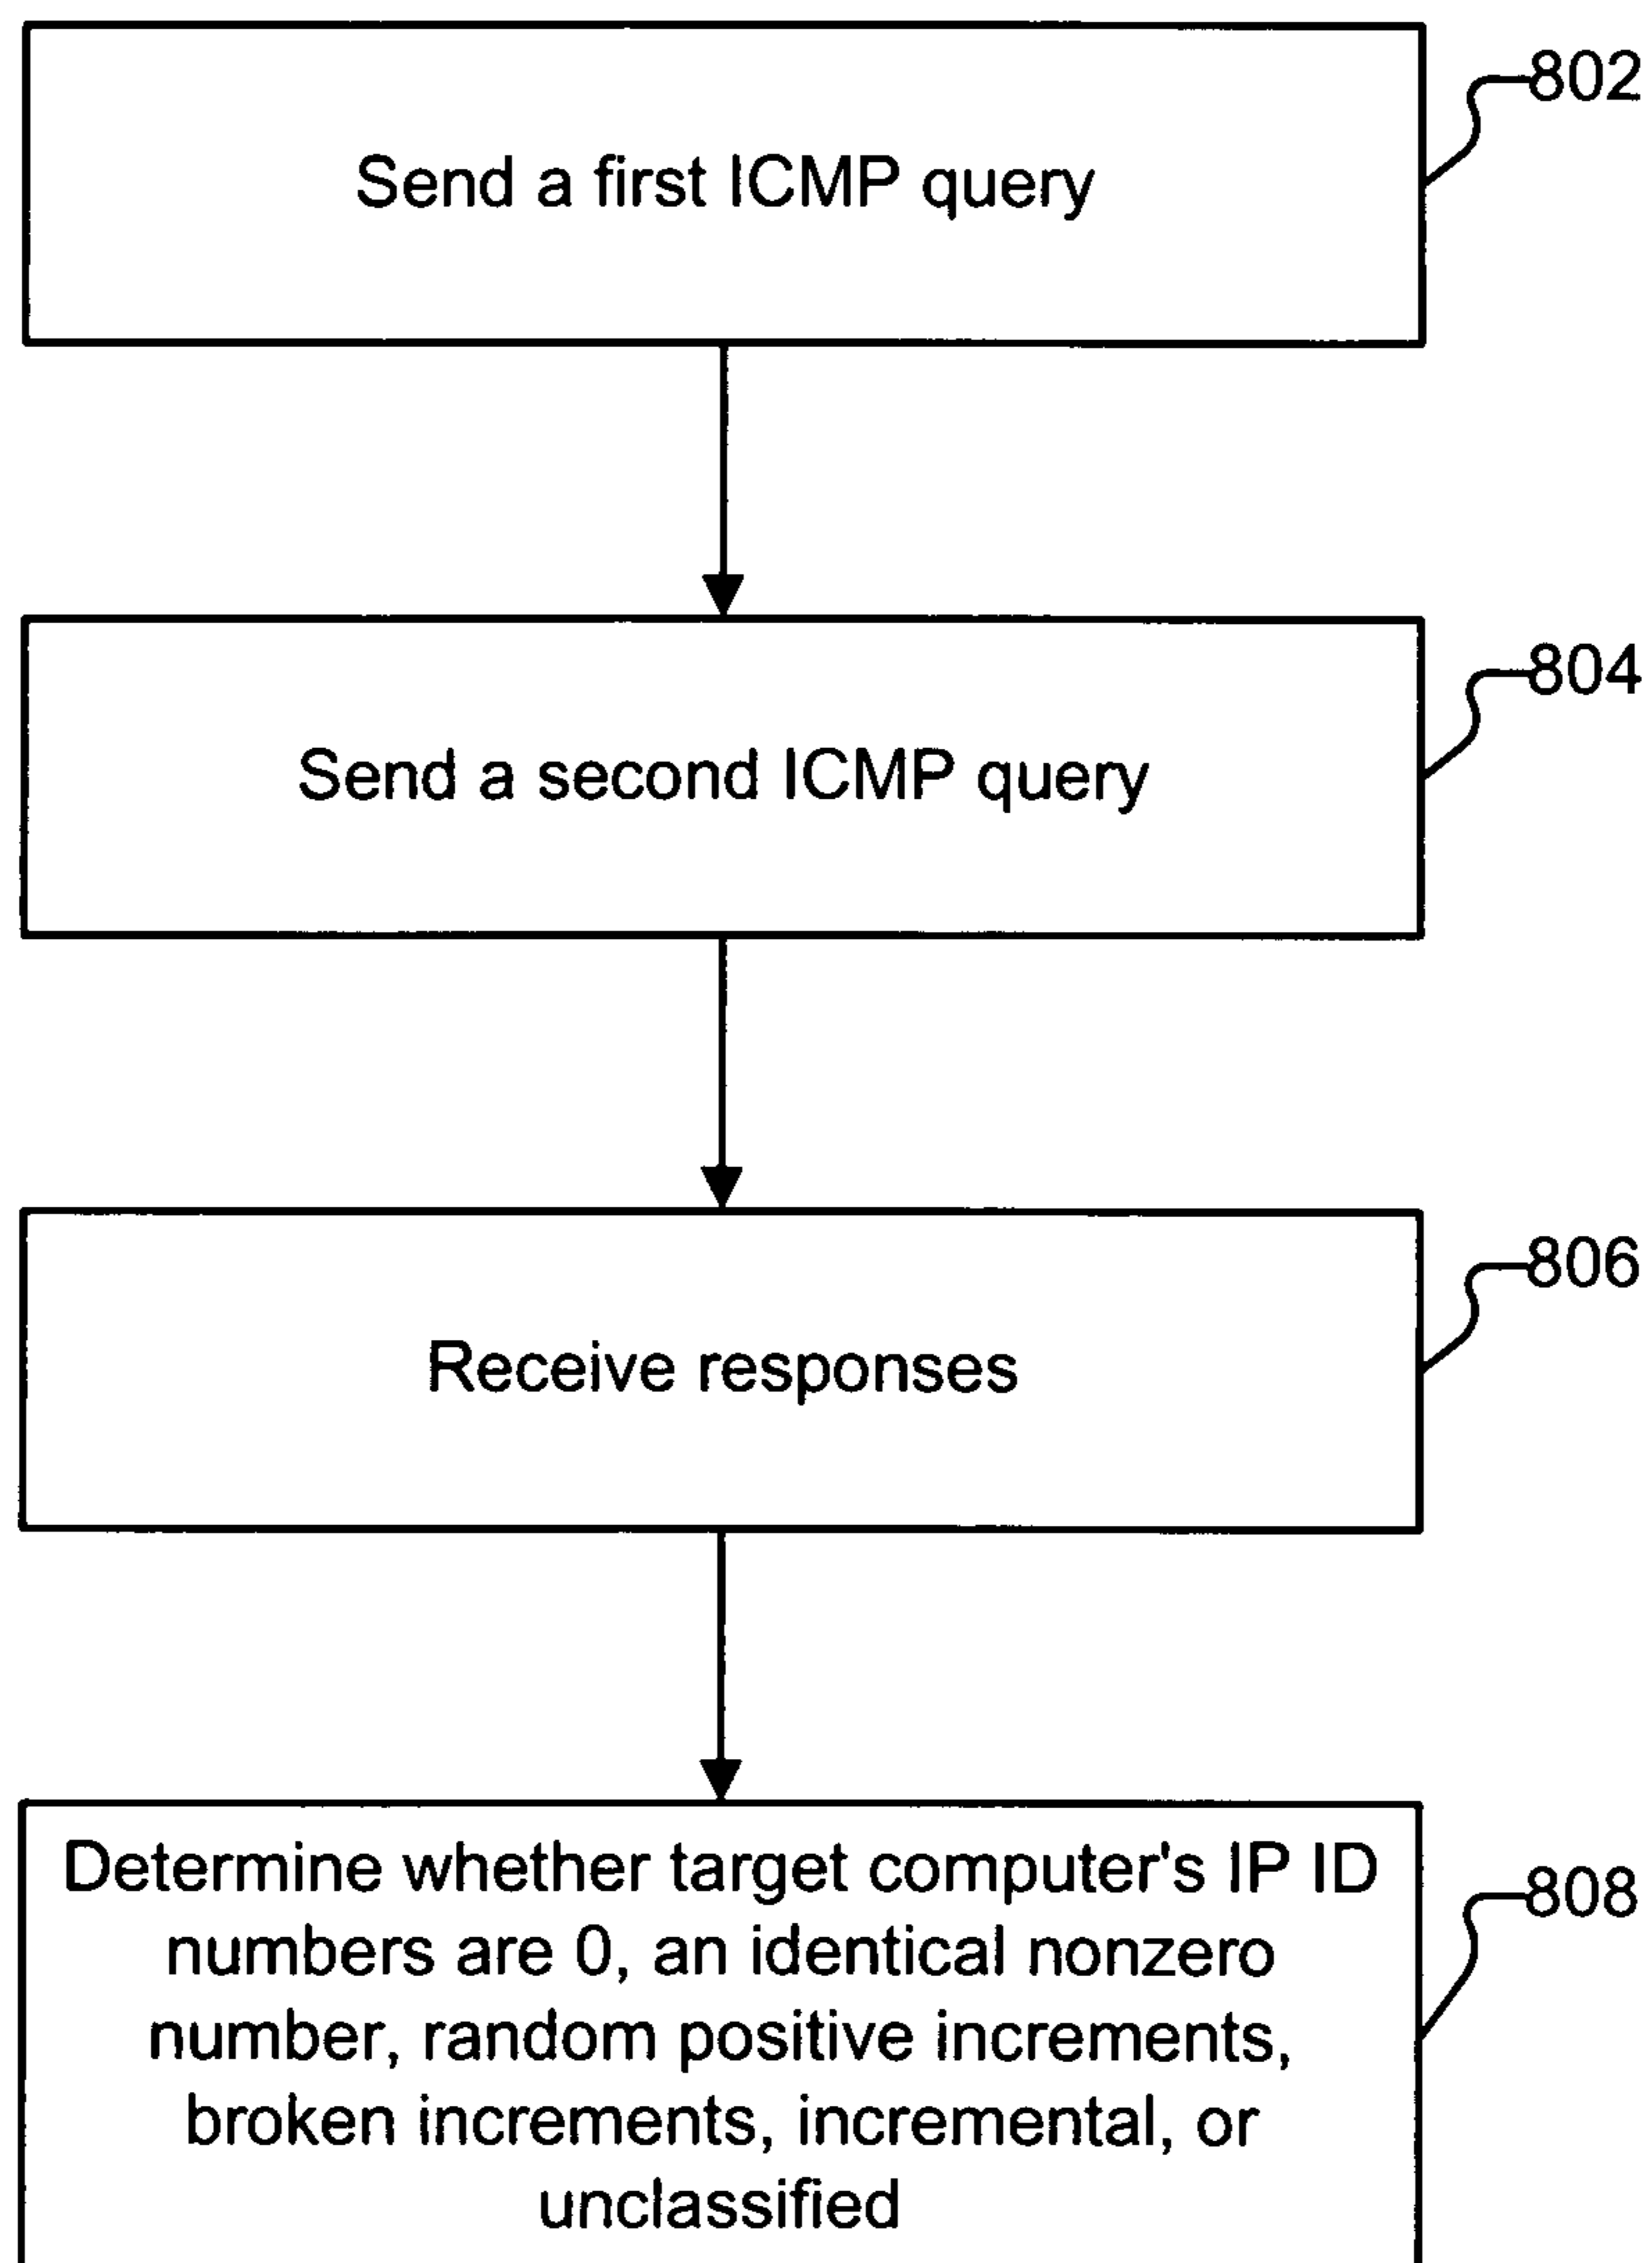 802
Send a first ICMP query
804
Send a second ICMP query
806
Receive responses
Determine whether target computer's IP ID
808
numbers are 0, an identical nonzero
number, random positive increments,
broken increments, incremental, or
unclassified